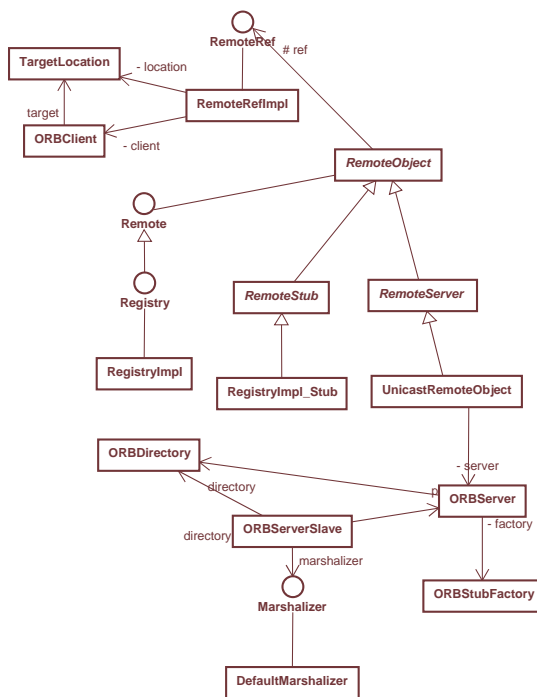 RemoteRef
# ref
TargetLocation
- location
RemoteRefImpl
target
ORBClient
- client
RemoteObject
Remote
Registry
RemoteStub
RemoteServer
RegistryImpl
RegistryImpl_Stub
UnicastRemoteObject
ORBDirectory
- server
directory
p
ORBServer
ORBServerSlave
- factory
directory
marshalizer
ORBStubFactory
Marshalizer
DefaultMarshalizer